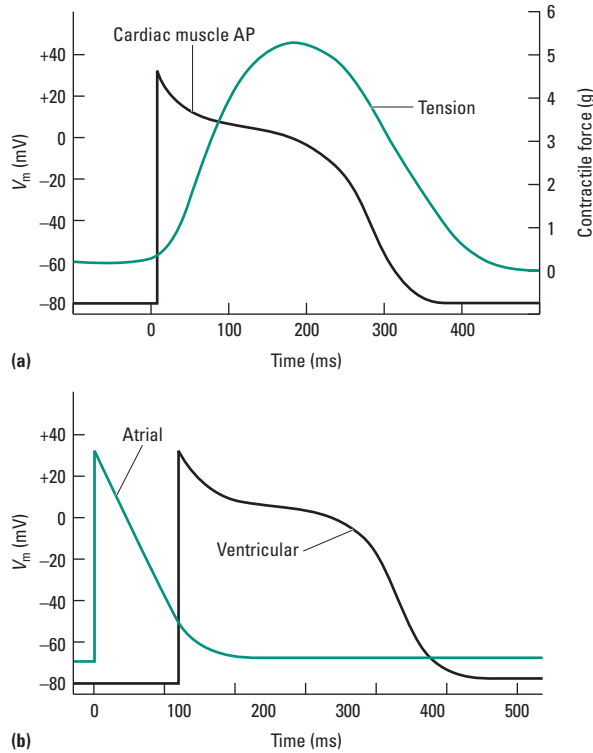 Cardiac muscle AP
Tension
+40
+20
0
–20
–40
–60
–80
Vm (mV)
6
5
4
3
2
1
0
Contractile force (g)
0 100 200 300 400
Time (ms) Time (ms)
(a)
Atrial
Ventricular
+40
+20
0
–20
–40
–60
–80
Vm (mV)
0 100 200 300 400 500
Time (ms)
(b)